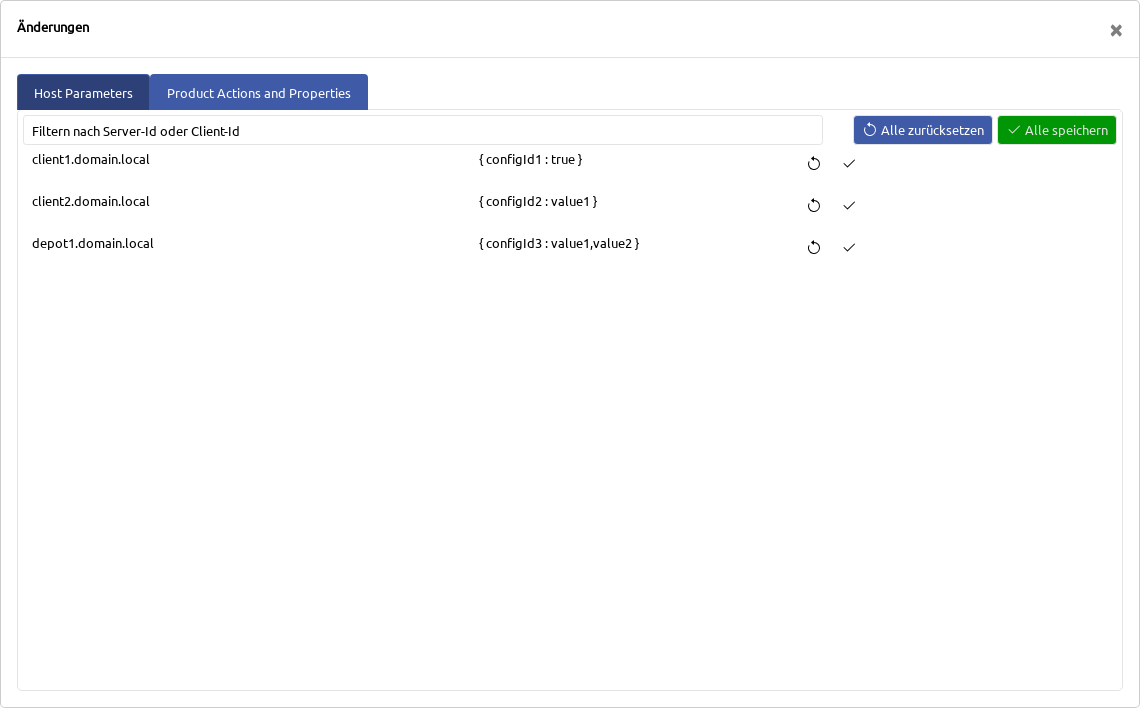 Änderungen
Host Parameters Product Actions and Properties
Filtern nach Server-Id oder Client-Id Alle zurücksetzen Alle speichern
client1.domain.local { configId1 : true }
client2.domain.local { configId2 : value1 }
depot1.domain.local { configId3 : value1,value2 }